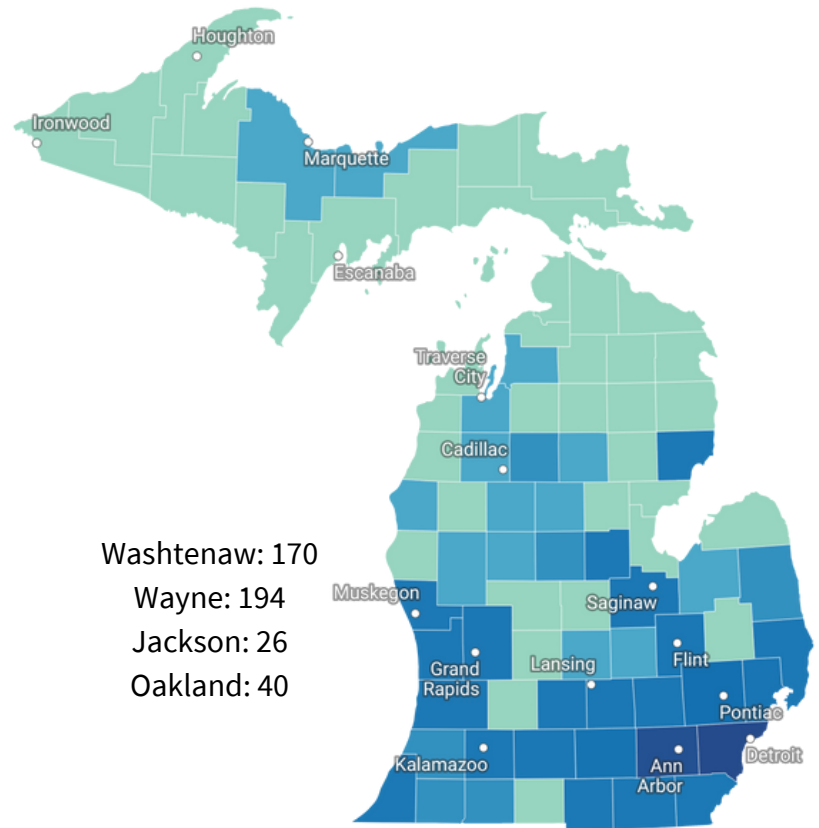 Houghton
Ironwood
Marquette
Escanaba
Traverse
City
Cadillac
Washtenaw: 170
Wayne: 194
Jackson: 26
Oakland: 40
Muskegon
Saginaw
Grand
Rapids
Lansing
Flint
Pontiac
Kalamazoo
Ann
Arbor
Detroit